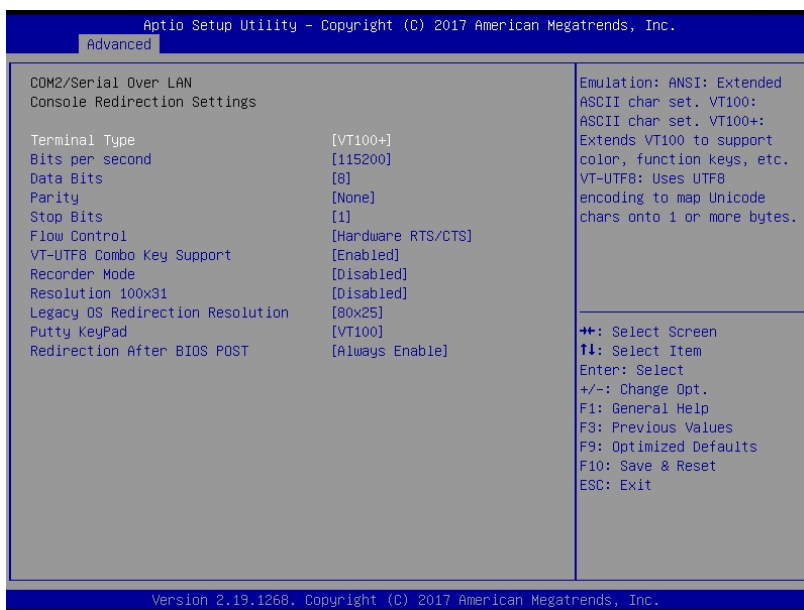 Aptio Setup Utility – Copyright (C) 2017 American Megatrends, Inc.
Advanced
COM2/Serial Over LAN
Console Redirection Settings
Terminal Type [VT100+]
Bits per second [115200]
Data Bits [8]
Parity [None]
Stop Bits [1]
Flow Control [Hardware RTS/CTS]
VT-UTF8 Combo Key Support [Enabled]
Recorder Mode [Disabled]
Resolution 100x31 [Disabled]
Legacy OS Redirection Resolution [80x25]
Putty KeyPad [VT100]
Redirection After BIOS POST [Always Enable]
Emulation: ANSI: Extended
ASCII char set. VT100:
ASCII char set. VT100+:
Extends VT100 to support
color, function keys, etc.
VT-UTF8: Uses UTF8
encoding to map Unicode
chars onto 1 or more bytes.
→←: Select Screen
↑↓: Select Item
Enter: Select
+/-: Change Opt.
F1: General Help
F3: Previous Values
F9: Optimized Defaults
F10: Save & Reset
ESC: Exit
Version 2.19.1268. Copyright (C) 2017 American Megatrends, Inc.